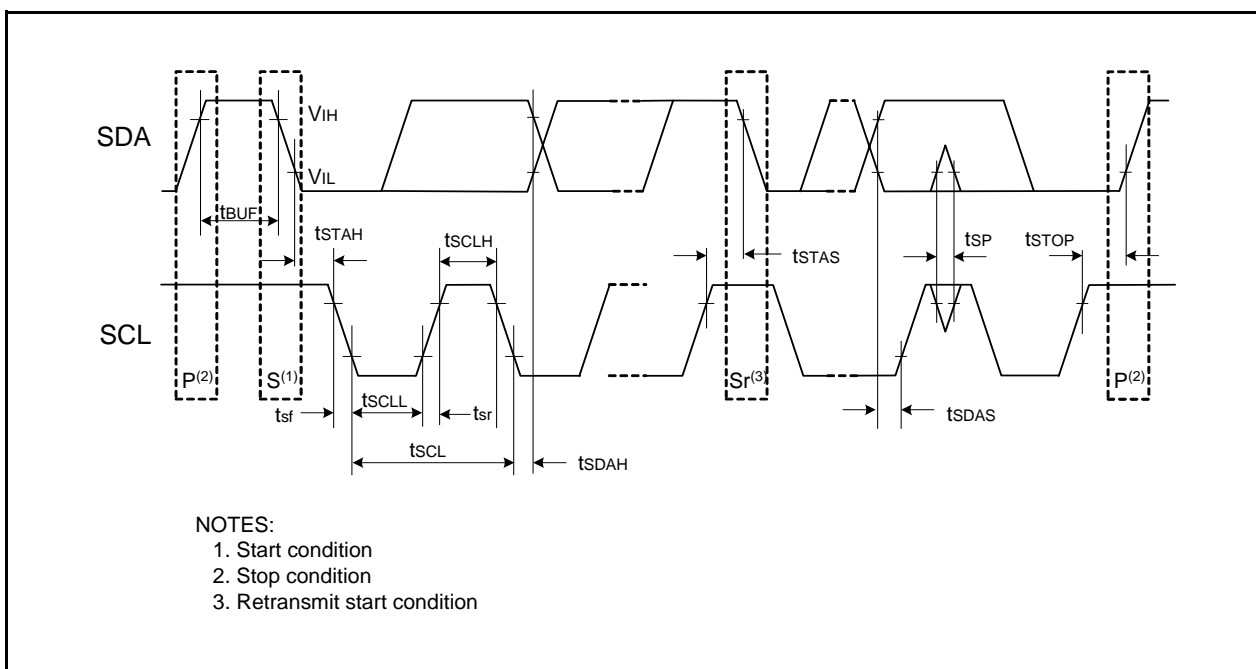 SDA
VIH
VIL
tBUF
tSTAH
tSCLH
tSTAS
tSP
tSTOP
SCL
P(2)
S(1)
Sr(3)
P(2)
tsf
tSCLL
tsr
tSDAS
tSCL
tSDAH
NOTES:
1. Start condition
2. Stop condition
3. Retransmit start condition